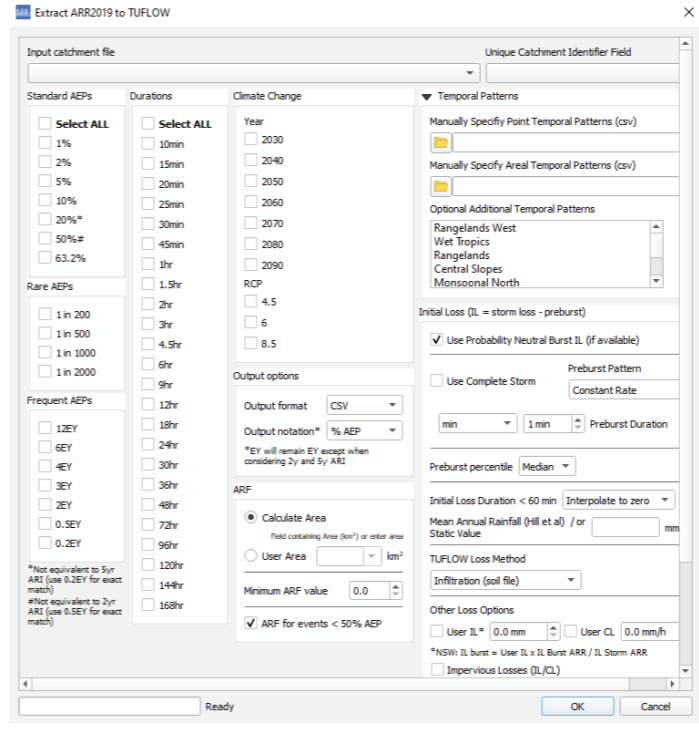 ARR Extract ARR2019 to TUFLOW
Input catchment file
Unique Catchment Identifier Field
Standard AEPs
Select ALL
1%
2%
5%
10%
20%*
50%#
63.2%
Rare AEPs
1 in 200
1 in 500
1 in 1000
1 in 2000
Frequent AEPs
12EY
6EY
4EY
3EY
2EY
0.5EY
0.2EY
*Not equivalent to 5yr
ARI (use 0.2EY for exact
match)
#Not equivalent to 2yr
ARI (use 0.5EY for exact
match)
Durations
Select ALL
10min
15min
20min
25min
30min
45min
1hr
1.5hr
2hr
3hr
4.5hr
6hr
9hr
12hr
18hr
24hr
30hr
36hr
48hr
72hr
96hr
120hr
144hr
168hr
Climate Change
Year
2030
2040
2050
2060
2070
2080
2090
RCP
4.5
6
8.5
Output options
Output format CSV
Output notation* % AEP
*EY will remain EY except when
considering 2y and 5y ARI
ARF
Calculate Area
Field containing Area (km²) or enter area
User Area km²
Minimum ARF value 0.0
ARF for events < 50% AEP
Temporal Patterns
Manually Specifiy Point Temporal Patterns (csv)
Manually Specify Areal Temporal Patterns (csv)
Optional Additional Temporal Patterns
Rangelands West
Wet Tropics
Rangelands
Central Slopes
Monsoonal North
Initial Loss (IL = storm loss - preburst)
Use Probability Neutral Burst IL (if available)
Preburst Pattern
Use Complete Storm
Constant Rate
min 1 min Preburst Duration
Preburst percentile Median
Initial Loss Duration < 60 min Interpolate to zero
Mean Annual Rainfall (Hill et al) / or
Static Value mm
TUFLOW Loss Method
Infiltration (soil file)
Other Loss Options
User IL* 0.0 mm User CL 0.0 mm/h
*NSW: IL burst = User IL x IL Burst ARR / IL Storm ARR
Impervious Losses (IL/CL)
Ready
OK Cancel